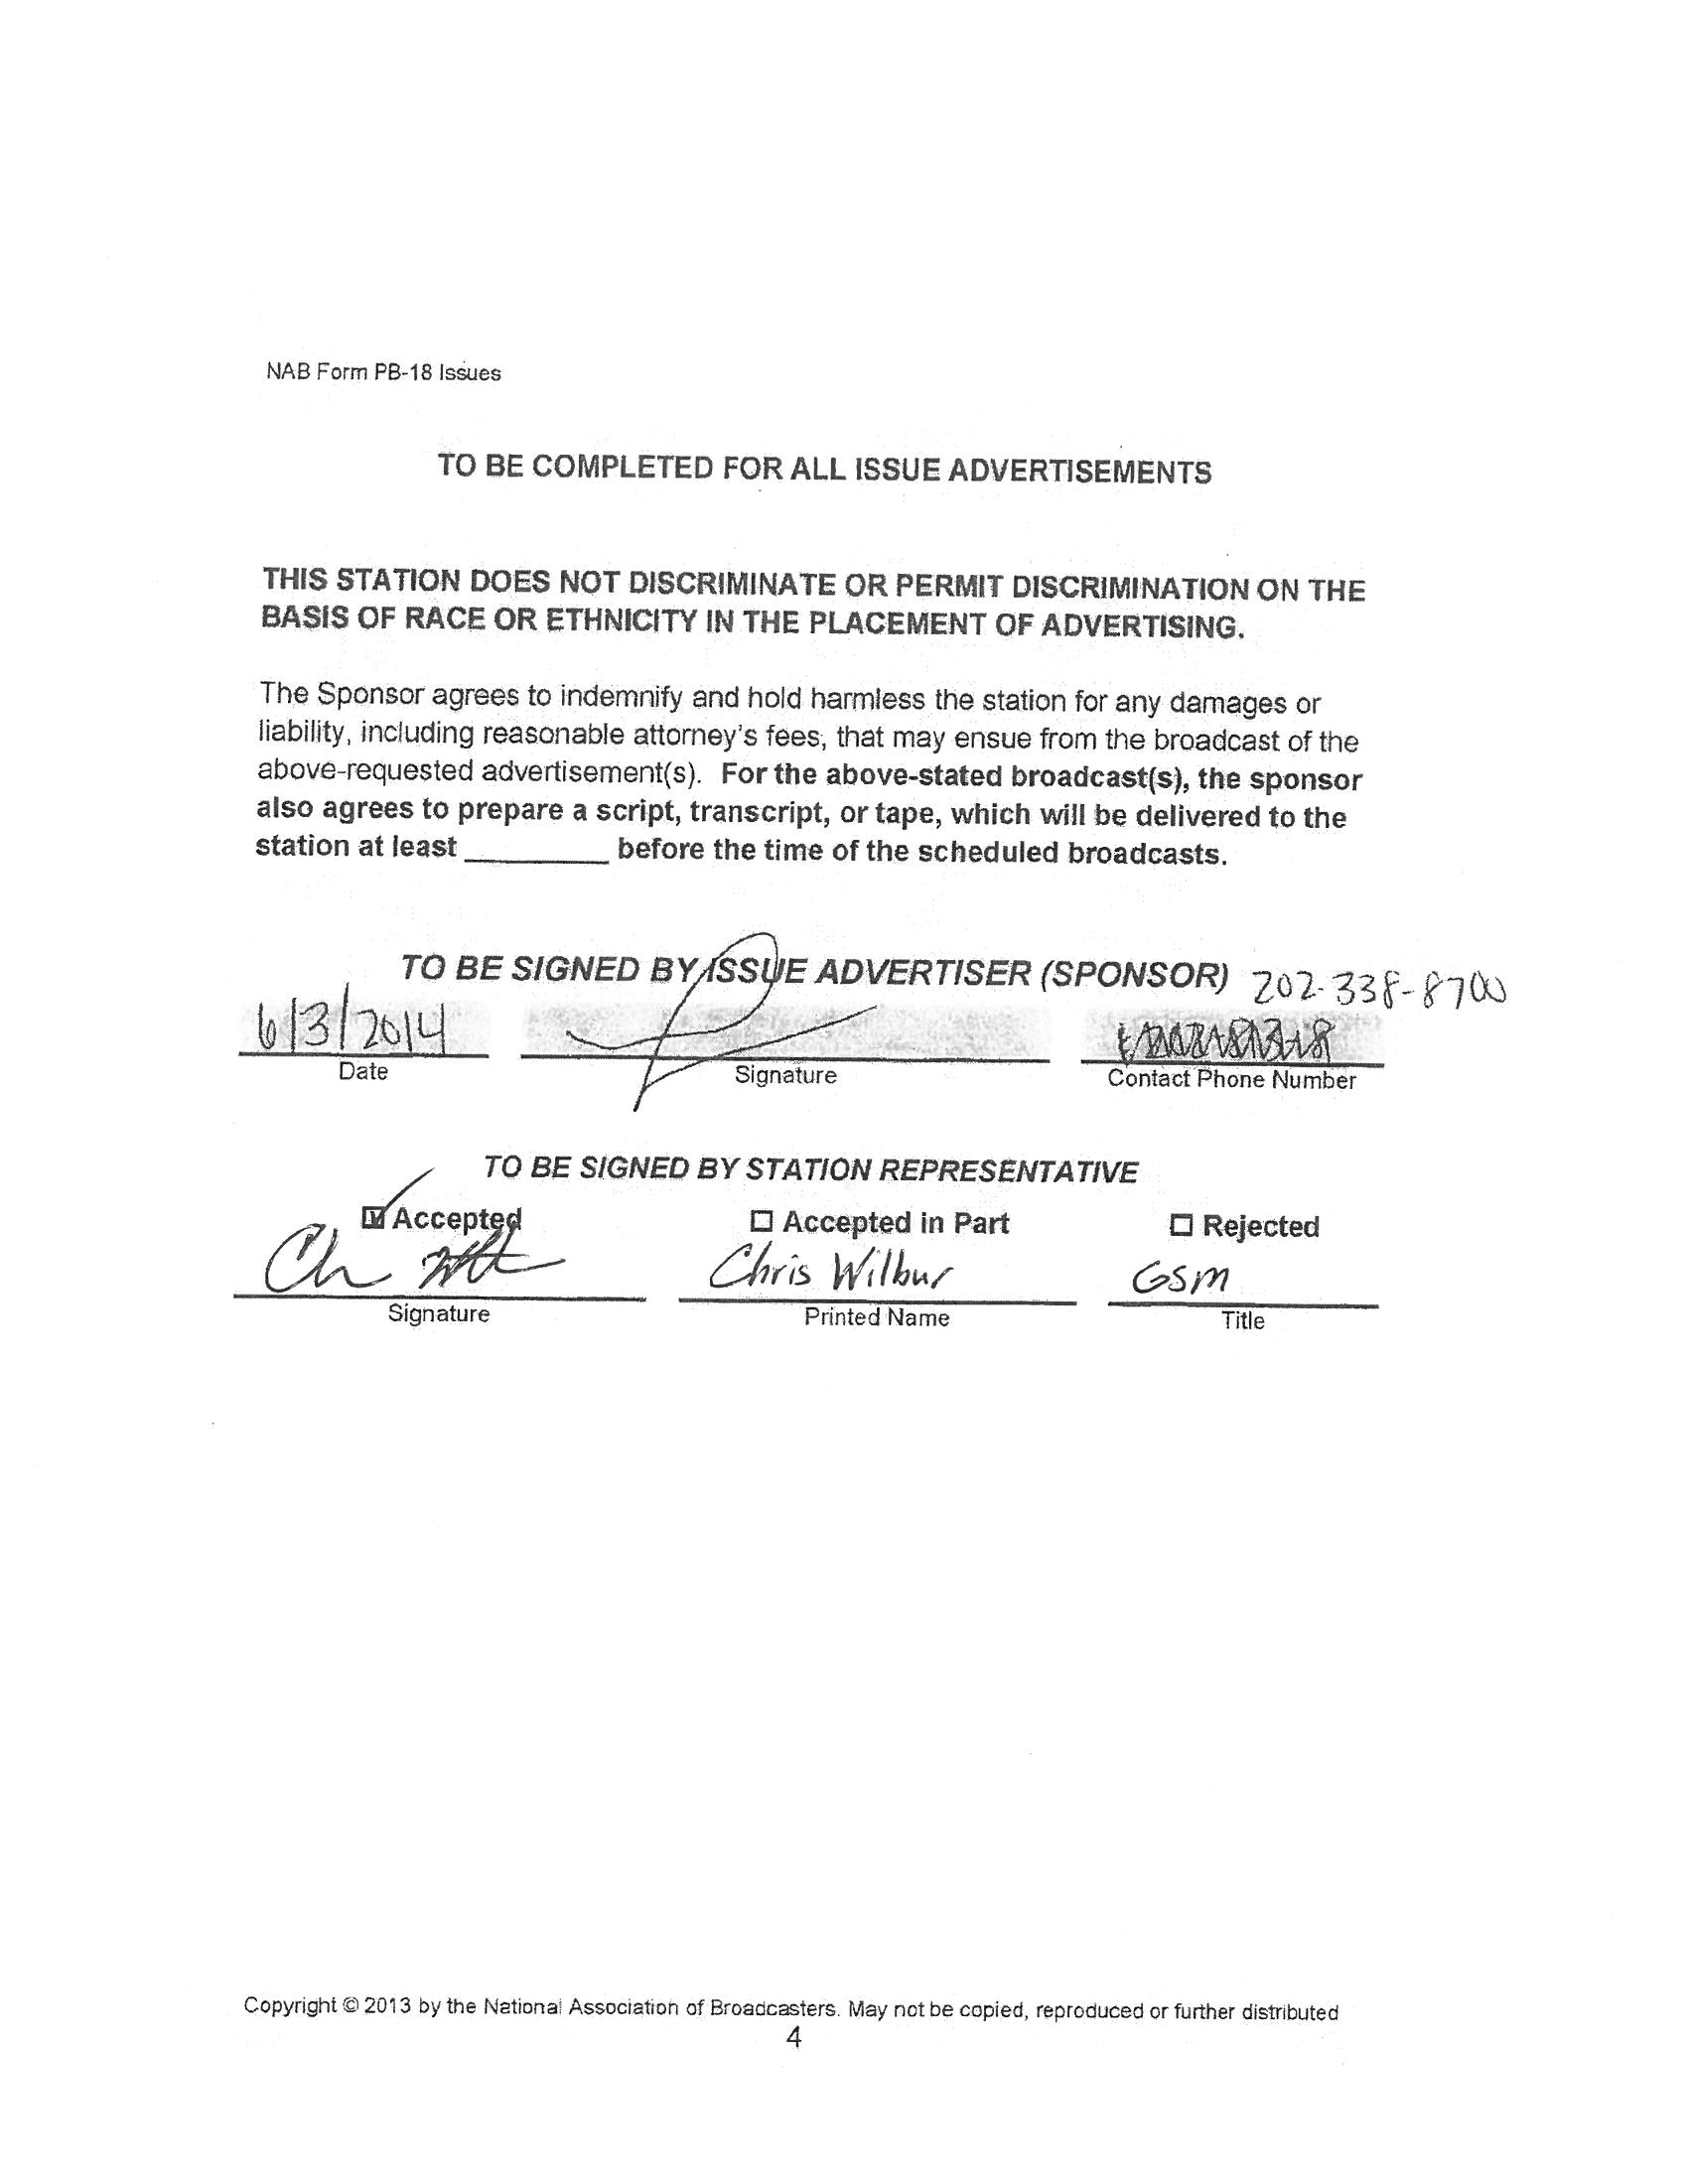 NAB Form PB-18 Issues
TO BE COMPLETED FOR ALL ISSUE ADVERTISEMENTS
THIS STATION DOES NOT DISCRIMINATE OR PERMIT DISCRIMINATION ON THE
BASIS OF RACE OR ETHNICITY IN THE PLACEMENT OF ADVERTISING.
The Sponsor agrees to indemnify and hold harmless the station for any damages or
liability, including reasonable attorney's fees, that may ensue from the broadcast of the
above-requested advertisement(s). For the above-stated broadcast(s), the sponsor
also agrees to prepare a script, transcript, or tape, which will be delivered to the
station at least ________ before the time of the scheduled broadcasts.
TO BE SIGNED BY ISSUE ADVERTISER (SPONSOR) 202-338-8700
6/3/2014
Date Signature Contact Phone Number
TO BE SIGNED BY STATION REPRESENTATIVE
Accepted Accepted in Part Rejected
Chris Wilbur GSM
Signature Printed Name Title
Copyright © 2013 by the National Association of Broadcasters. May not be copied, reproduced or further distributed
4